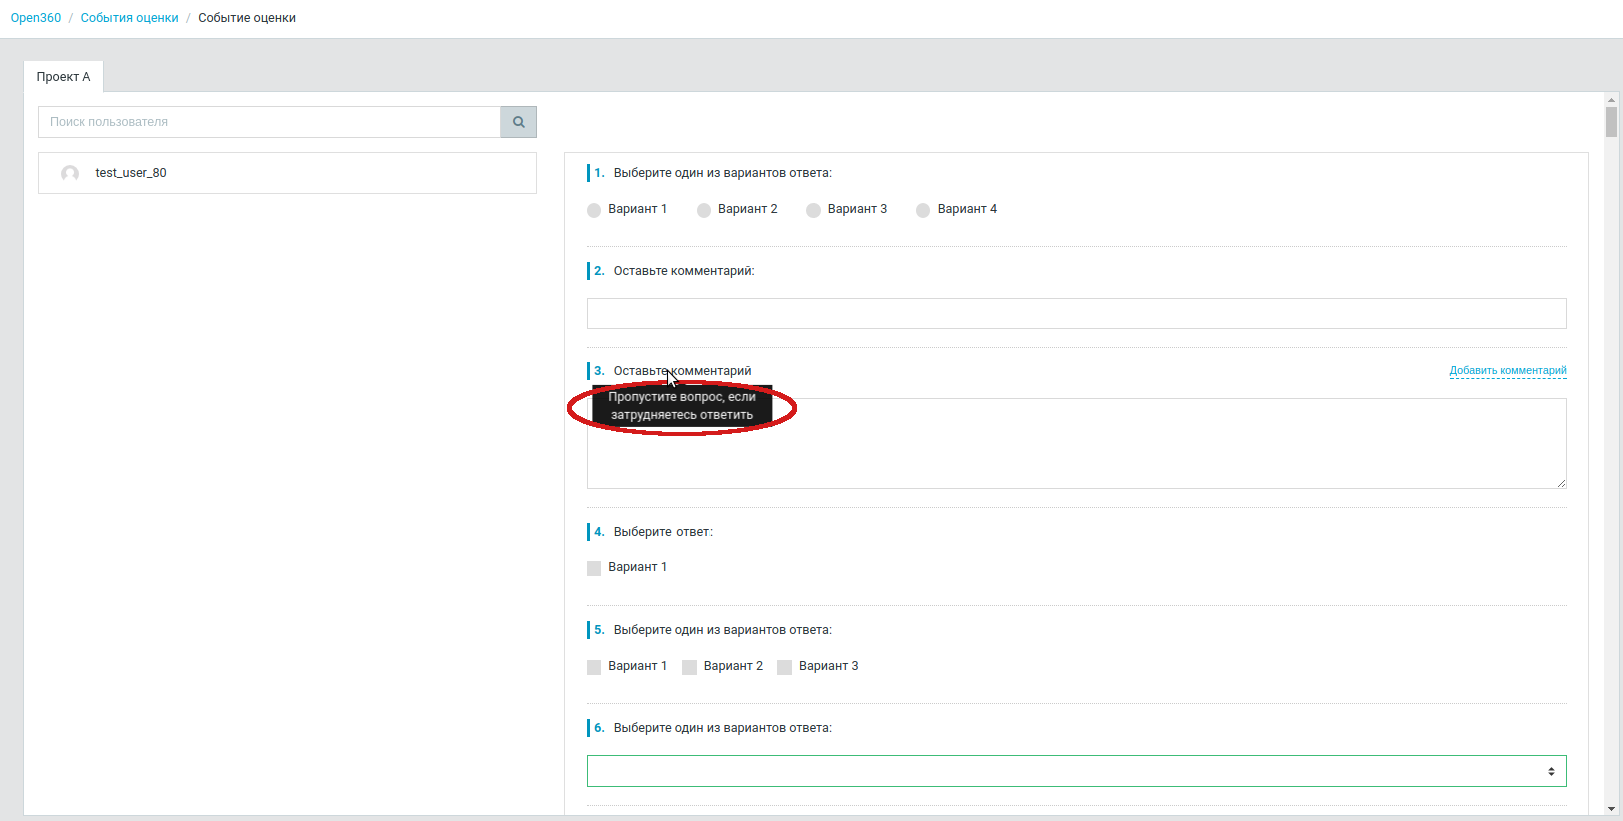 Open360 / События оценки / Событие оценки
Проект А
Поиск пользователя
test_user_80
1. Выберите один из вариантов ответа:
Вариант 1 Вариант 2 Вариант 3 Вариант 4
2. Оставьте комментарий:
3. Оставьте комментарий Добавить комментарий
Пропустите вопрос, если
затрудняетесь ответить
4. Выберите ответ:
Вариант 1
5. Выберите один из вариантов ответа:
Вариант 1 Вариант 2 Вариант 3
6. Выберите один из вариантов ответа: